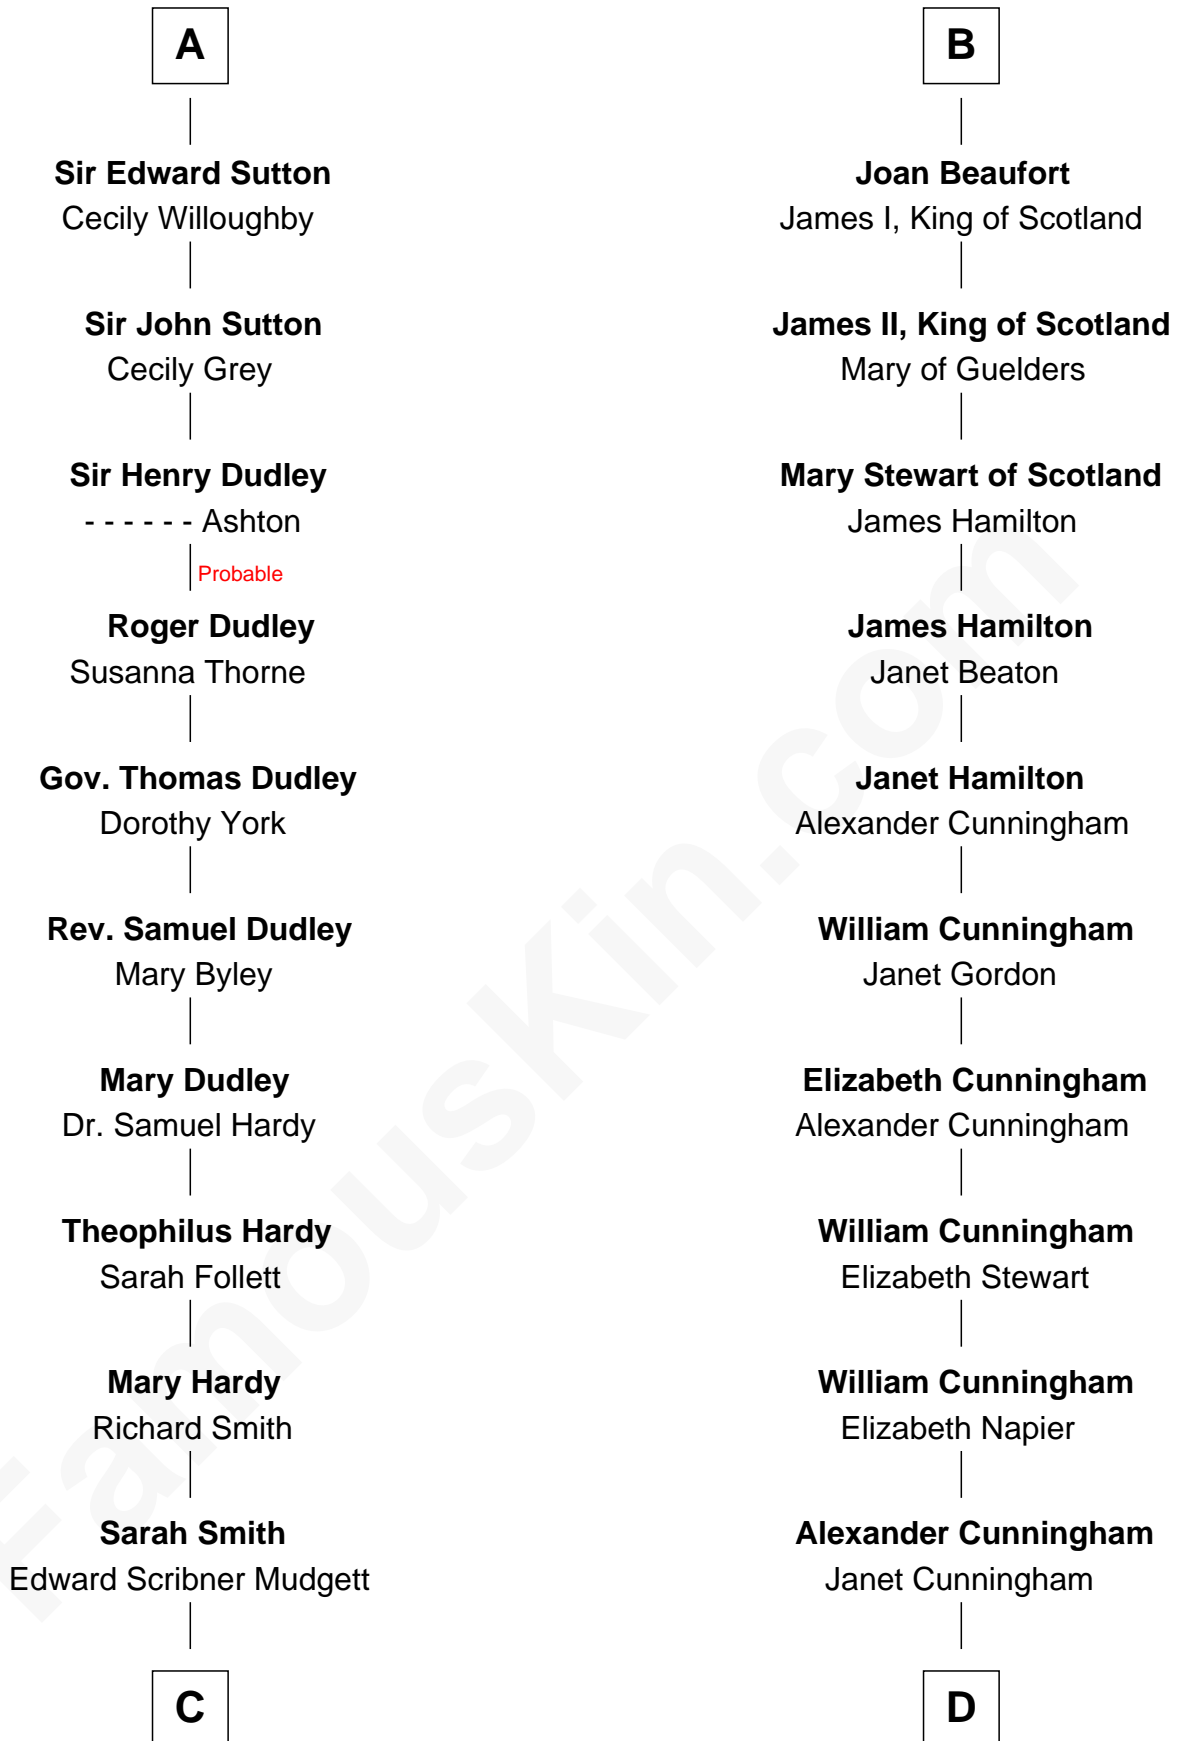 A
Sir Edward Sutton
Cecily Willoughby
Sir John Sutton
Cecily Grey
Sir Henry Dudley
- - - - - - Ashton
Probable
Roger Dudley
Susanna Thorne
Gov. Thomas Dudley
Dorothy York
Rev. Samuel Dudley
Mary Byley
Mary Dudley
Dr. Samuel Hardy
Theophilus Hardy
Sarah Follett
Mary Hardy
Richard Smith
Sarah Smith
Edward Scribner Mudgett
C
B
Joan Beaufort
James I, King of Scotland
James II, King of Scotland
Mary of Guelders
Mary Stewart of Scotland
James Hamilton
James Hamilton
Janet Beaton
Janet Hamilton
Alexander Cunningham
William Cunningham
Janet Gordon
Elizabeth Cunningham
Alexander Cunningham
William Cunningham
Elizabeth Stewart
William Cunningham
Elizabeth Napier
Alexander Cunningham
Janet Cunningham
D
FamousKin.com